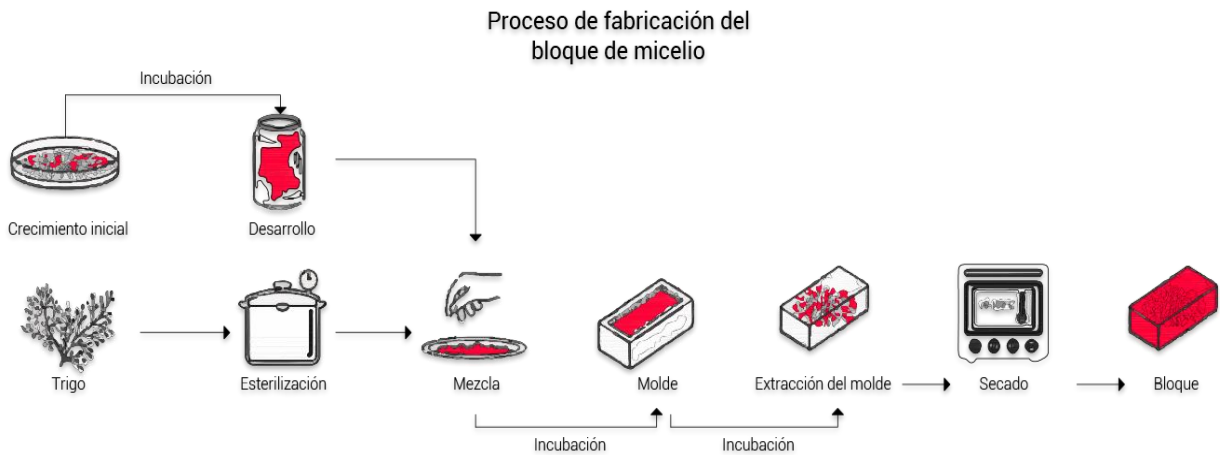 Proceso de fabricación del
bloque de micelio
Incubación
Crecimiento inicial
Desarrollo
Trigo
Esterilización
Mezcla
Molde
Extracción del molde
Secado
Bloque
Incubación
Incubación